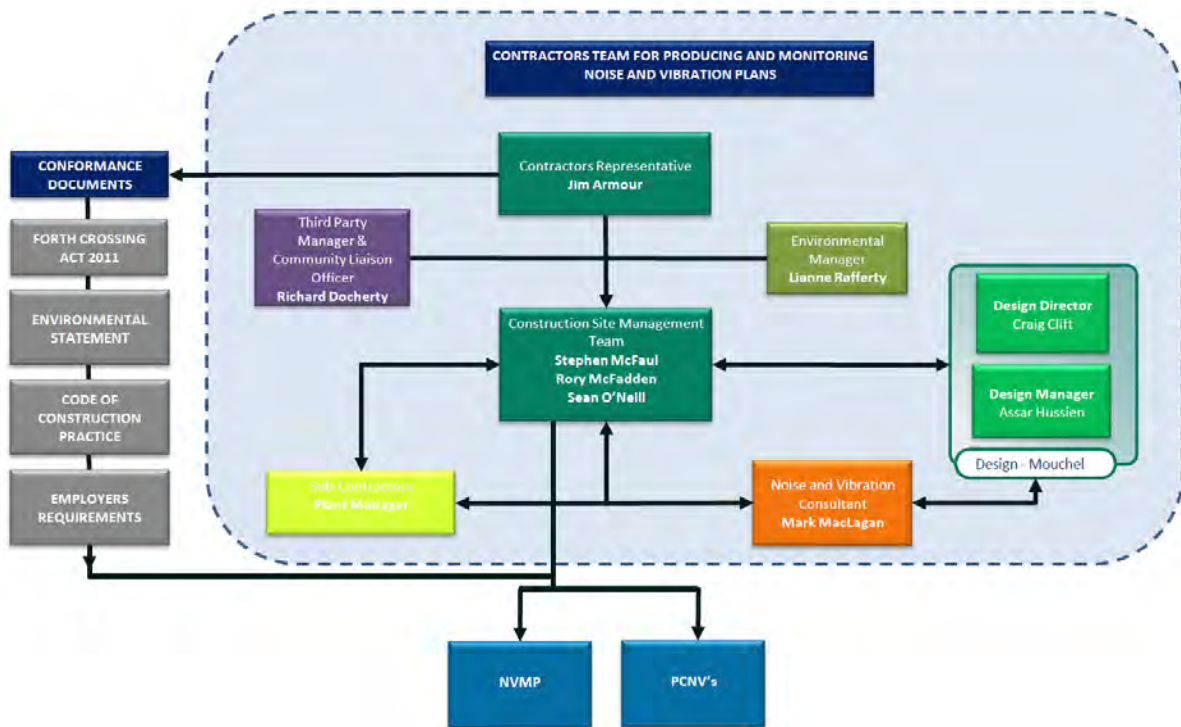 CONTRACTORS TEAM FOR PRODUCING AND MONITORING
NOISE AND VIBRATION PLANS
CONFORMANCE
DOCUMENTS
FORTH CROSSING
ACT 2011
ENVIRONMENTAL
STATEMENT
CODE OF
CONSTRUCTION
PRACTICE
EMPLOYERS
REQUIREMENTS
Contractors Representative
Jim Armour
Third Party
Manager &
Community Liaison
Officer
Richard Docherty
Environmental
Manager
Lianne Rafferty
Construction Site Management
Team
Stephen McFaul
Rory McFadden
Sean O'Neill
Design Director
Craig Clift
Design Manager
Assar Hussien
Design - Mouchel
Sub Contractors
Plant Manager
Noise and Vibration
Consultant
Mark MacLagan
NVMP
PCNV's